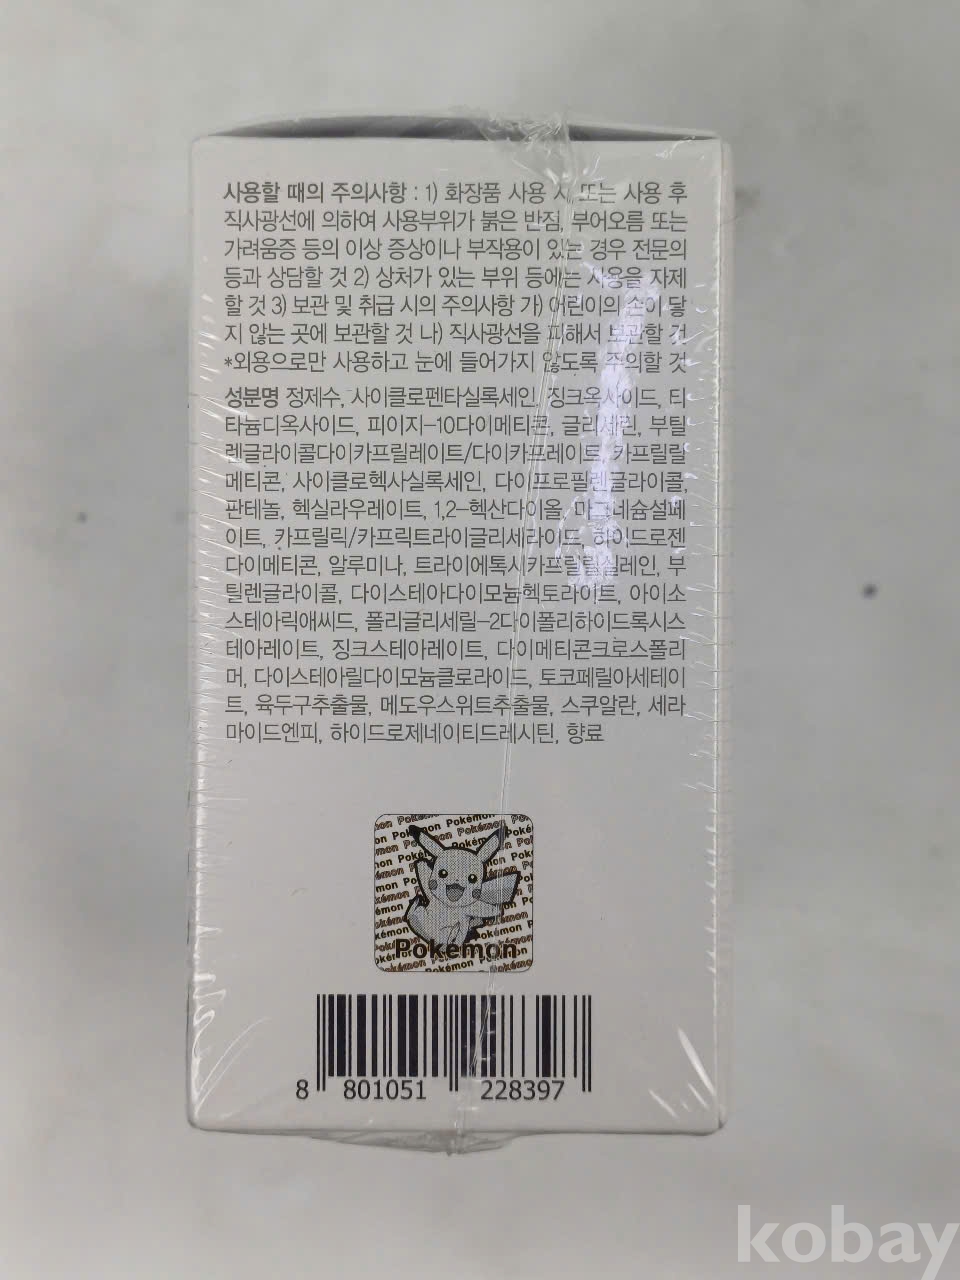 사용할 때의 주의사항 : 1) 화장품 사용 시 또는 사용 후
직사광선에 의하여 사용부위가 붉은 반점, 부어오름 또는
가려움증 등의 이상 증상이나 부작용이 있는 경우 전문의
등과 상담할 것 2) 상처가 있는 부위 등에는 사용을 자제
할 것 3) 보관 및 취급 시의 주의사항 가) 어린이의 손이 닿
지 않는 곳에 보관할 것 나) 직사광선을 피해서 보관할 것
*외용으로만 사용하고 눈에 들어가지 않도록 주의할 것
성분명 정제수, 사이클로펜타실록세인, 징크옥사이드, 티
타늄디옥사이드, 피이지-10다이메티콘, 글리세린, 부틸
렌글라이콜다이카프릴레이트/다이카프레이트, 카프릴릴
메티콘, 사이클로헥사실록세인, 다이프로필렌글라이콜,
판테놀, 헥실라우레이트, 1,2-헥산다이올, 마그네슘설페
이트, 카프릴릭/카프릭트라이글리세라이드, 하이드로젠
다이메티콘, 알루미나, 트라이에톡시카프릴릴실레인, 부
틸렌글라이콜, 다이스테아다이모늄헥토라이트, 아이소
스테아릭애씨드, 폴리글리세릴-2다이폴리하이드록시스
테아레이트, 징크스테아레이트, 다이메티콘크로스폴리
머, 다이스테아릴다이모늄클로라이드, 토코페릴아세테이
트, 육두구추출물, 메도우스위트추출물, 스쿠알란, 세라
마이드엔피, 하이드로제네이티드레시틴, 향료
Pokémon
8 801051 228397
kobay